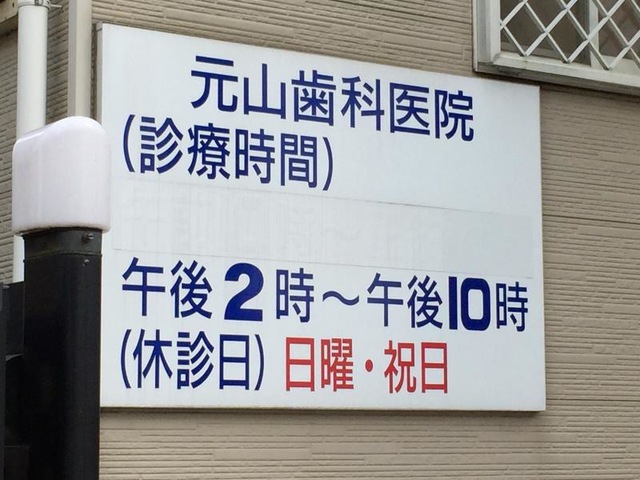 元山歯科医院
(診療時間)
午後2時～午後10時
(休診日) 日曜・祝日